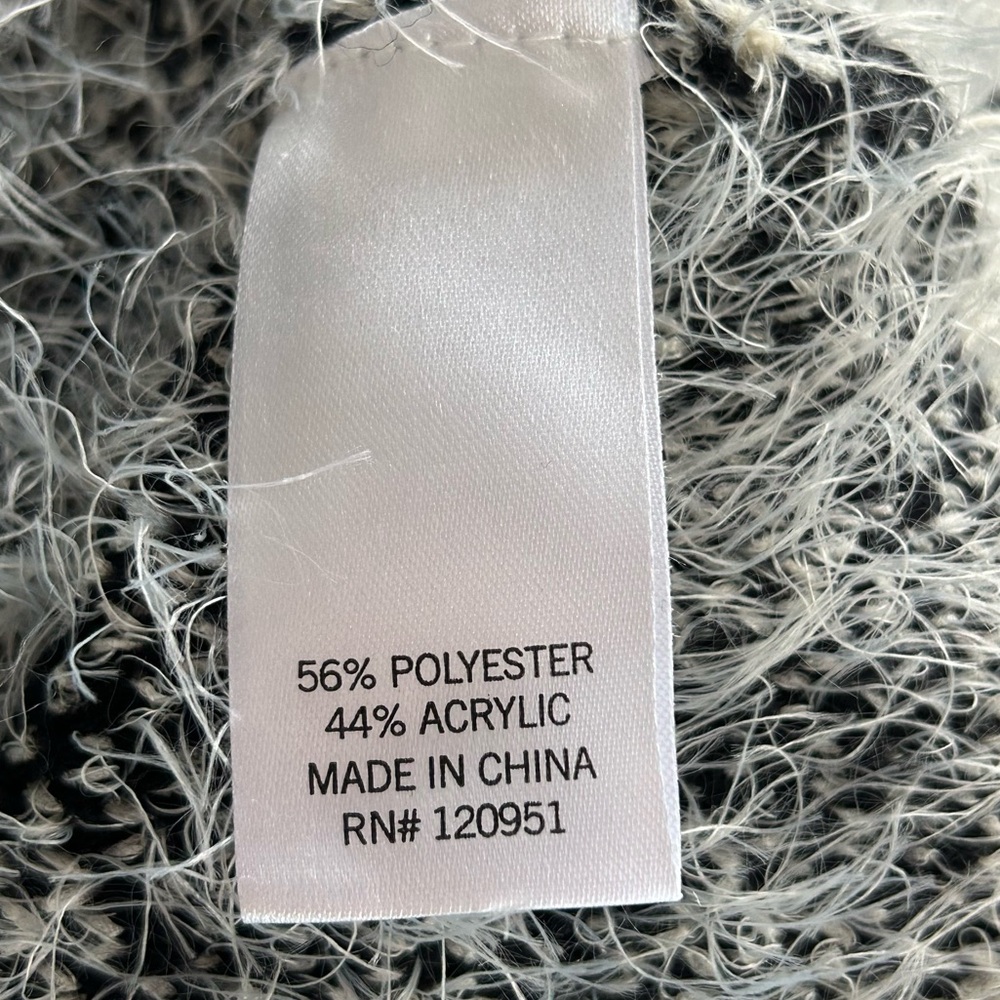 56% POLYESTER
44% ACRYLIC
MADE IN CHINA
RN# 120951